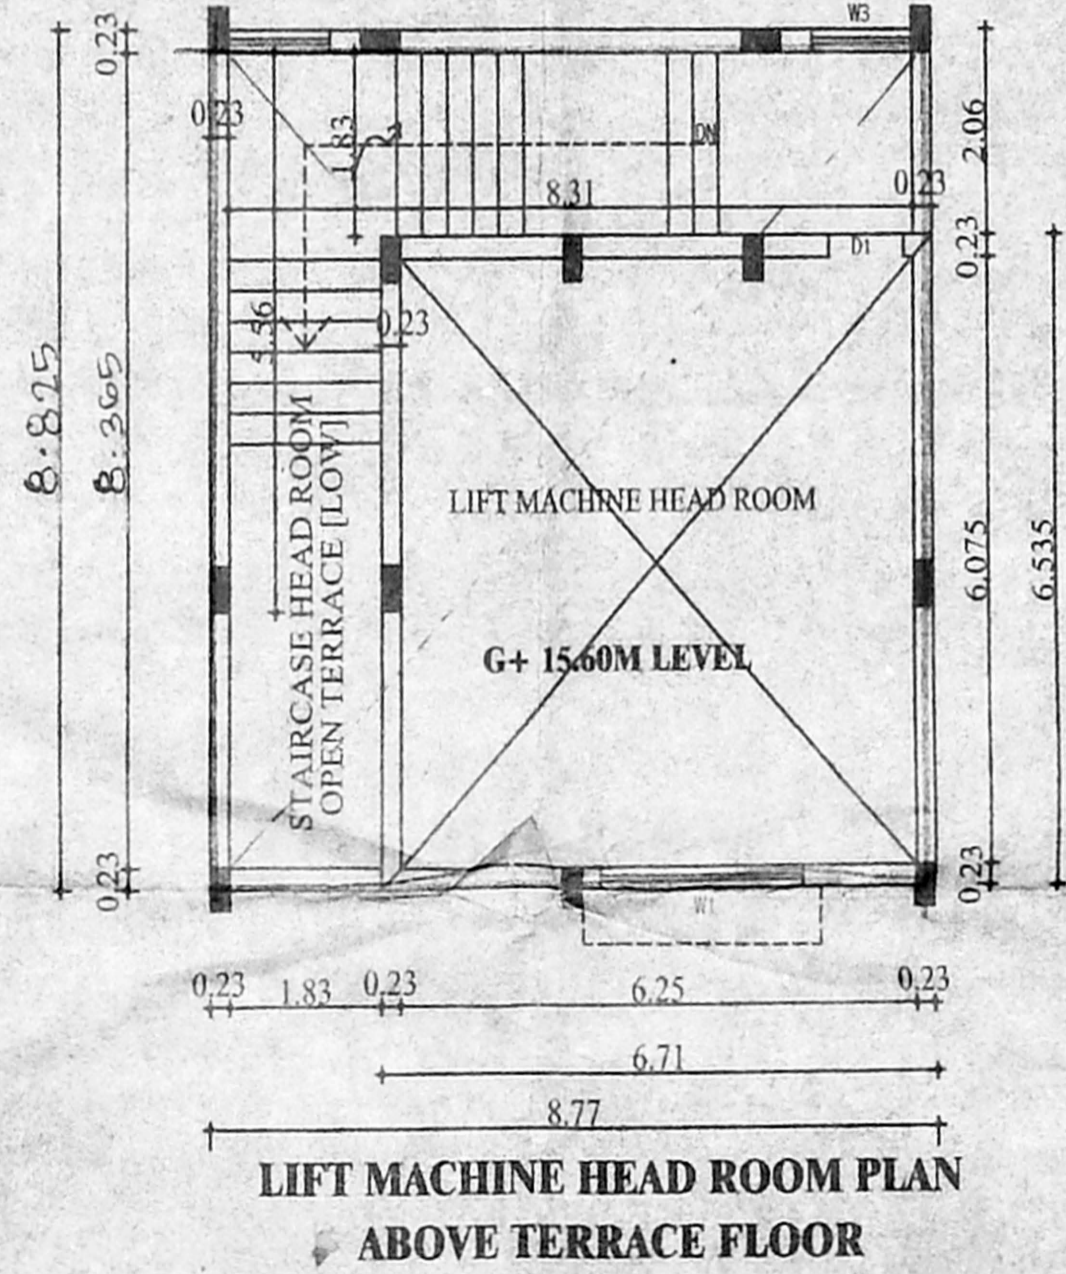 W3
0.23
0.23
1.83
DN
2.06
8.31
0.23
0.23
D1
0.23
8.825
8.365
STAIRCASE HEAD ROOM
OPEN TERRACE [LOW]
LIFT MACHINE HEAD ROOM
6.075
6.535
G+ 15.60M LEVEL
0.23
0.23
W1
0.23
1.83
0.23
6.25
0.23
6.71
8.77
LIFT MACHINE HEAD ROOM PLAN
ABOVE TERRACE FLOOR